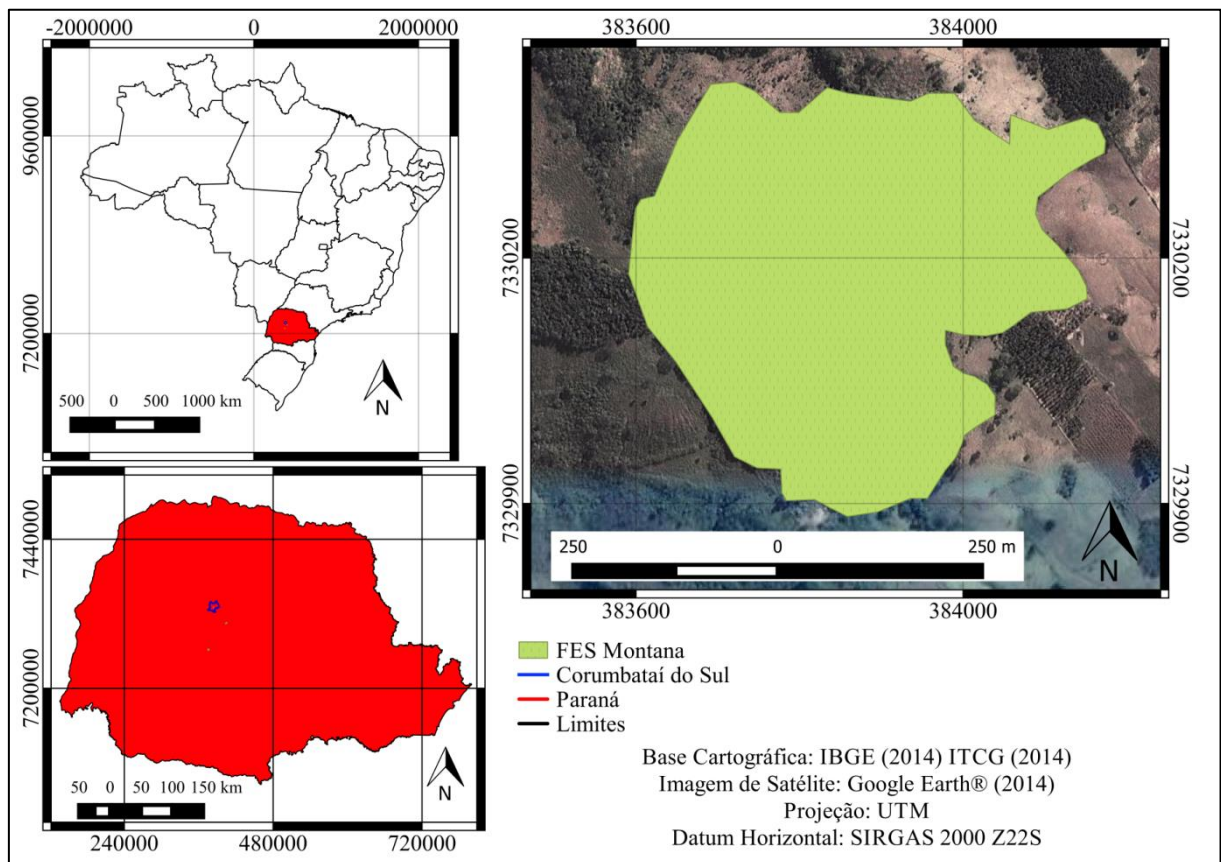 -2000000 0 2000000
9600000
7200000
500 0 500 1000 km
N
7440000
7200000
50 0 50 100 150 km
N
240000 480000 720000
383600 384000
7330200
7330200
7329900
7329900
250 0 250 m
N
383600 384000
FES Montana
Corumbataí do Sul
Paraná
Limites
Base Cartográfica: IBGE (2014) ITCG (2014)
Imagem de Satélite: Google Earth® (2014)
Projeção: UTM
Datum Horizontal: SIRGAS 2000 Z22S